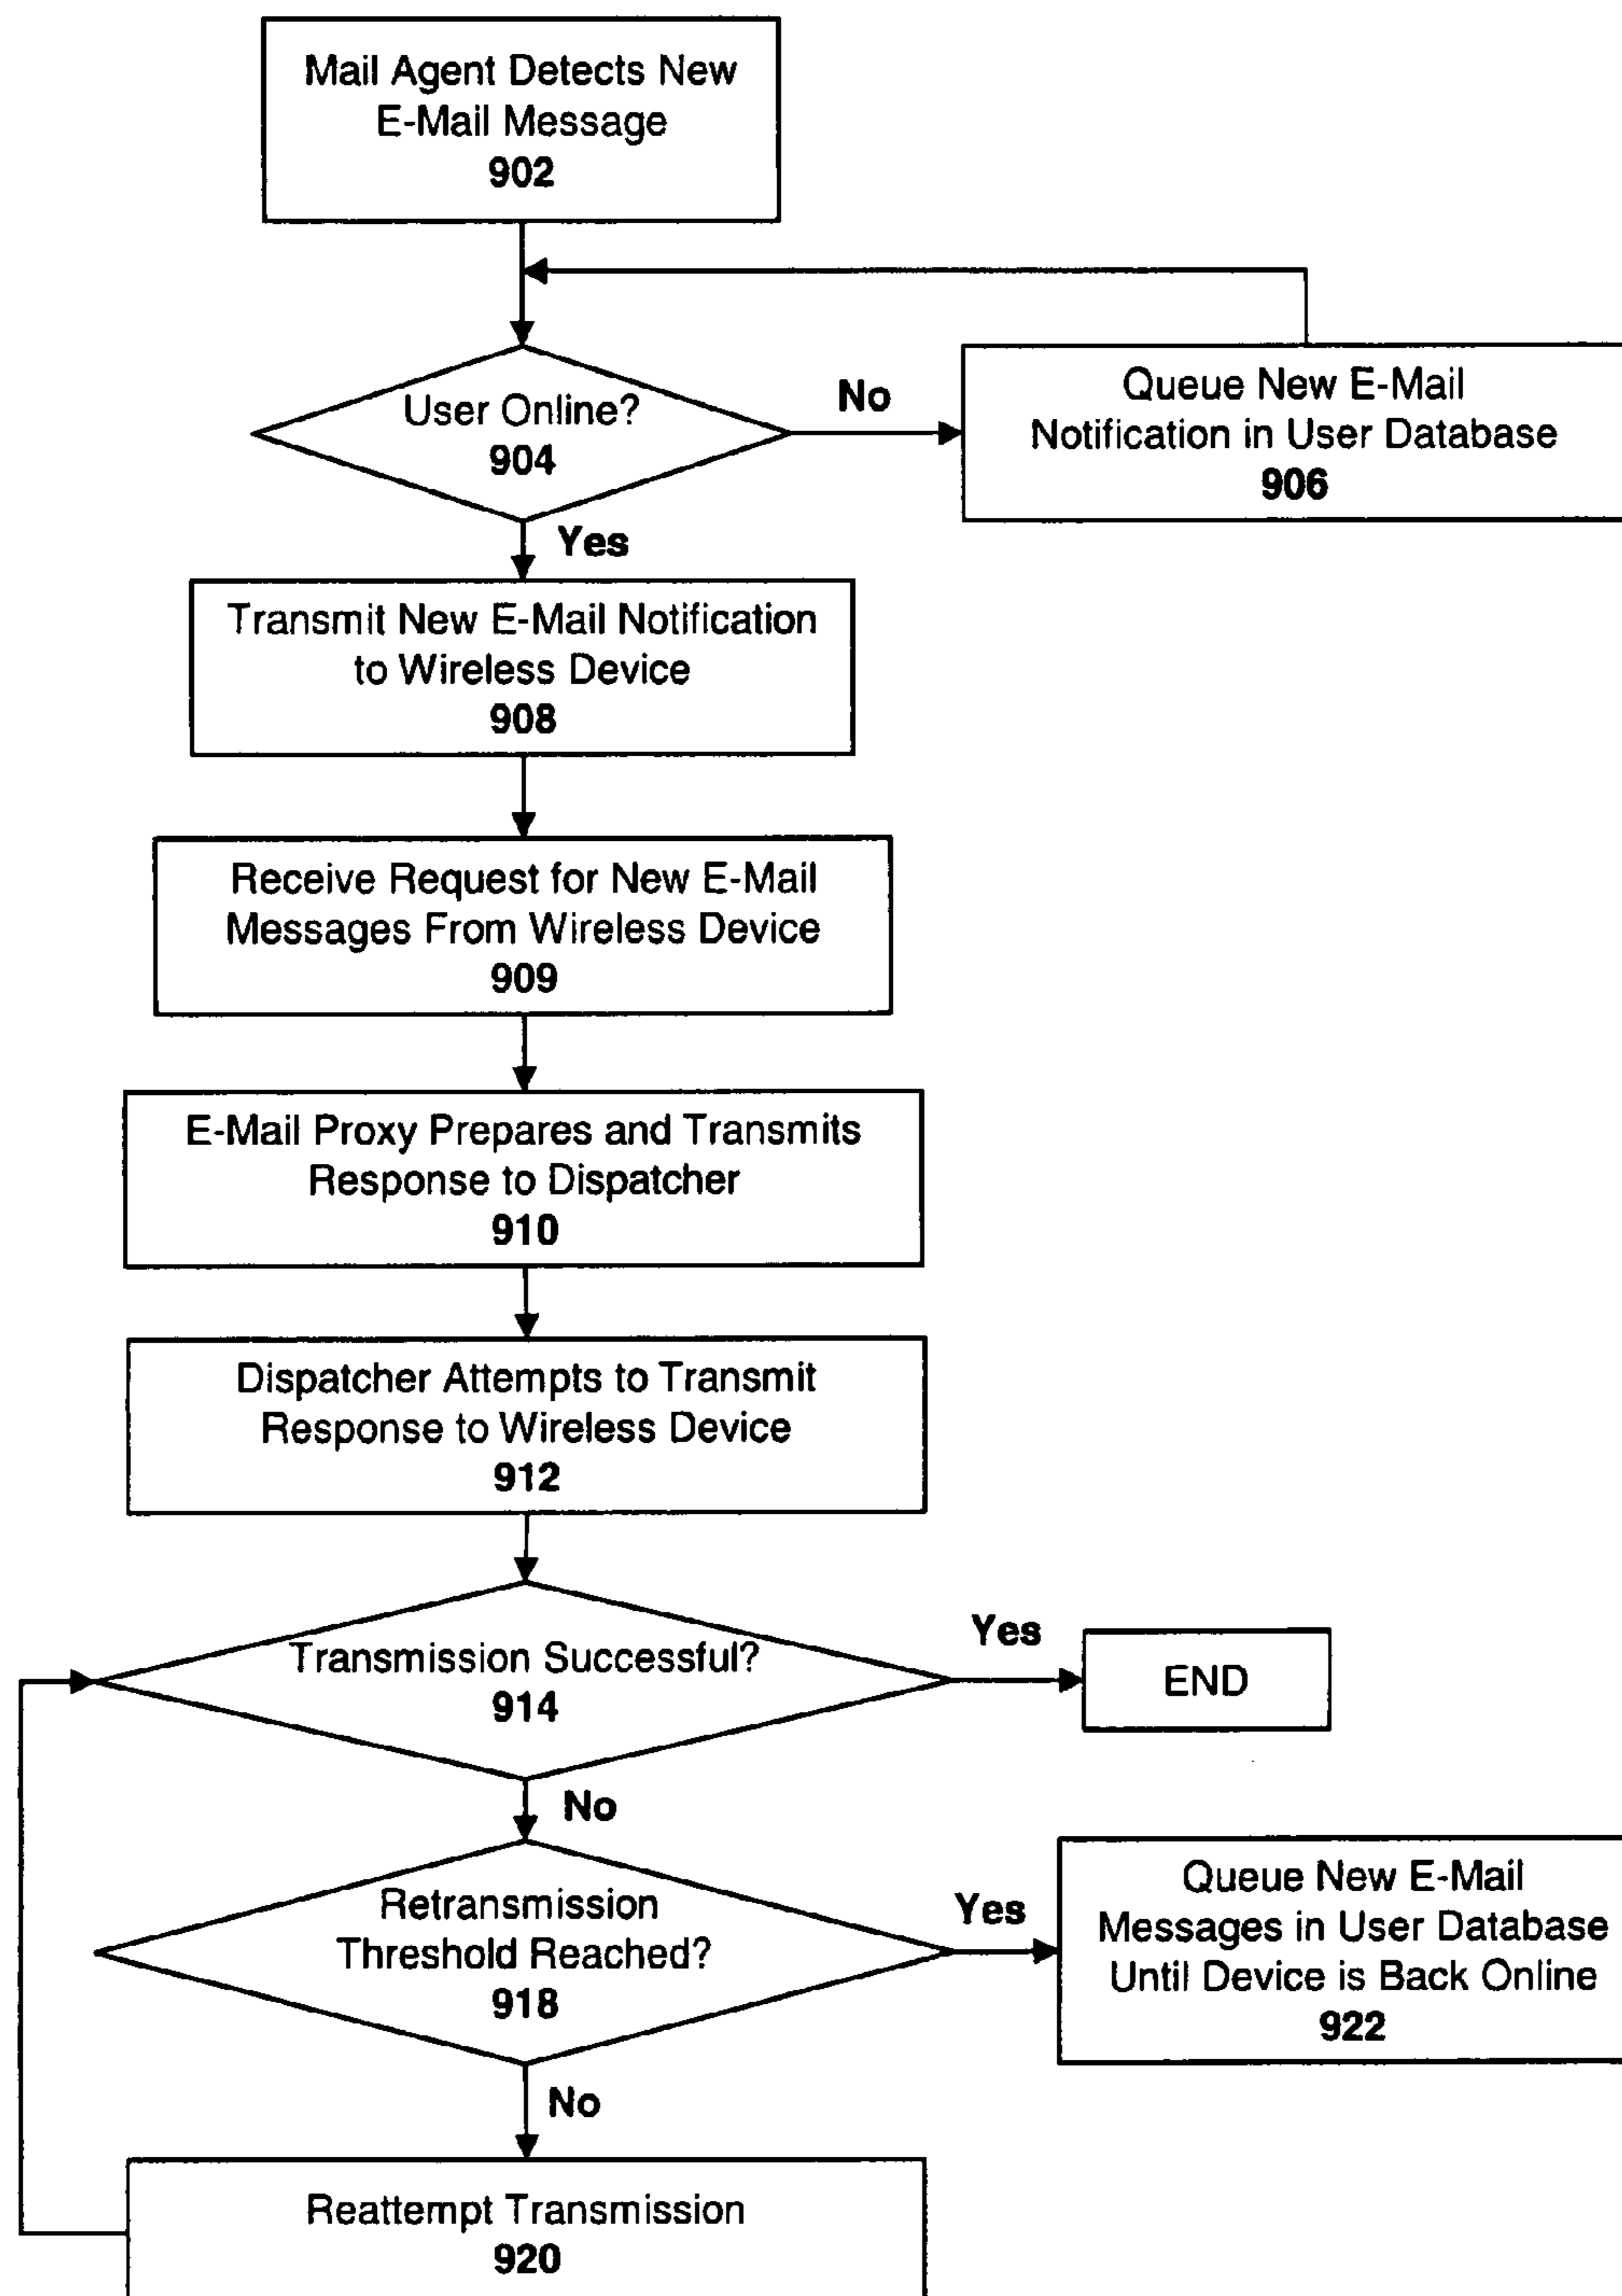 Mail Agent Detects New
E-Mail Message
902
User Online?
904
No
Queue New E-Mail
Notification in User Database
906
Yes
Transmit New E-Mail Notification
to Wireless Device
908
Receive Request for New E-Mail
Messages From Wireless Device
909
E-Mail Proxy Prepares and Transmits
Response to Dispatcher
910
Dispatcher Attempts to Transmit
Response to Wireless Device
912
Transmission Successful?
914
Yes
END
No
Retransmission
Threshold Reached?
918
Yes
Queue New E-Mail
Messages in User Database
Until Device is Back Online
922
No
Reattempt Transmission
920